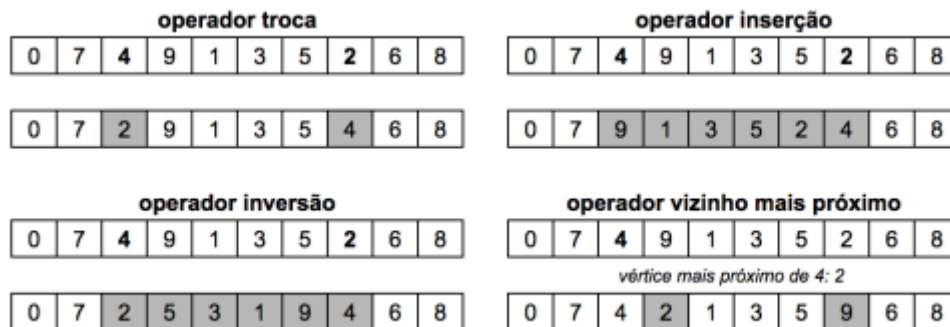 operador troca
0 7 4 9 1 3 5 2 6 8
0 7 2 9 1 3 5 4 6 8
operador inserção
0 7 4 9 1 3 5 2 6 8
0 7 9 1 3 5 2 4 6 8
operador inversão
0 7 4 9 1 3 5 2 6 8
0 7 2 5 3 1 9 4 6 8
operador vizinho mais próximo
0 7 4 9 1 3 5 2 6 8
vértice mais próximo de 4: 2
0 7 4 2 1 3 5 9 6 8